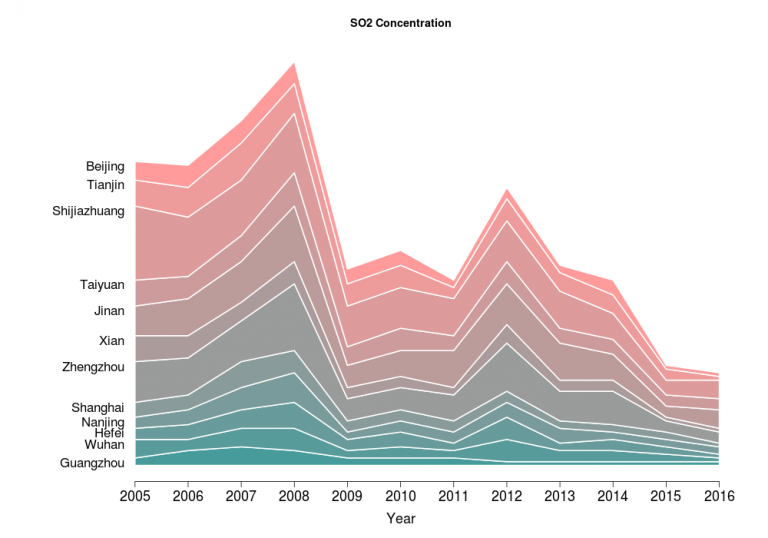 SO2 Concentration
Beijing
Tianjin
Shijiazhuang
Taiyuan
Jinan
Xian
Zhengzhou
Shanghai
Nanjing
Hefei
Wuhan
Guangzhou
2005 2006 2007 2008 2009 2010 2011 2012 2013 2014 2015 2016
Year